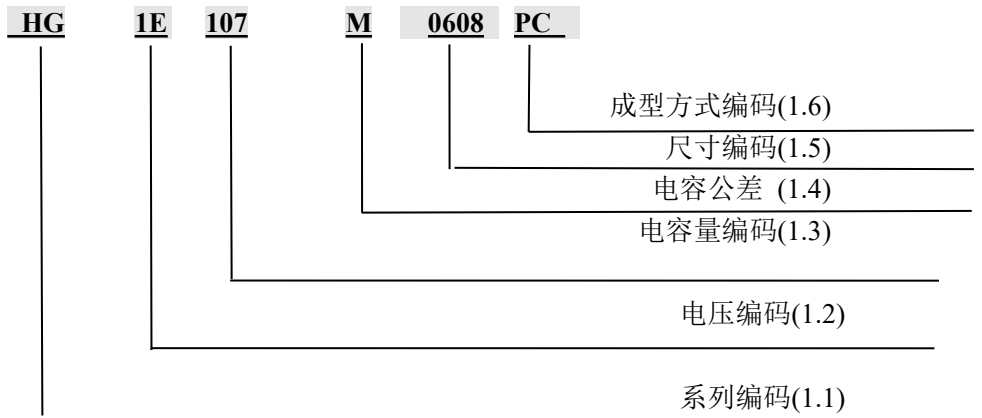 HG 1E 107 M 0608 PC
成型方式编码(1.6)
尺寸编码(1.5)
电容公差 (1.4)
电容量编码(1.3)
电压编码(1.2)
系列编码(1.1)